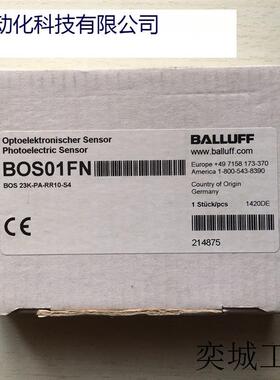 动化科技有限公司
Optoelektronischer Sensor
Photoelectric Sensor
BOS01FN
BOS 23K-PA-RR10-S4
BALLUFF
www.balluff.com
Europe +49 7158 173-370
America 1-800-543-8390
Country of Origin
Germany
1 Stück/pcs 1420DE
214875
奕城工